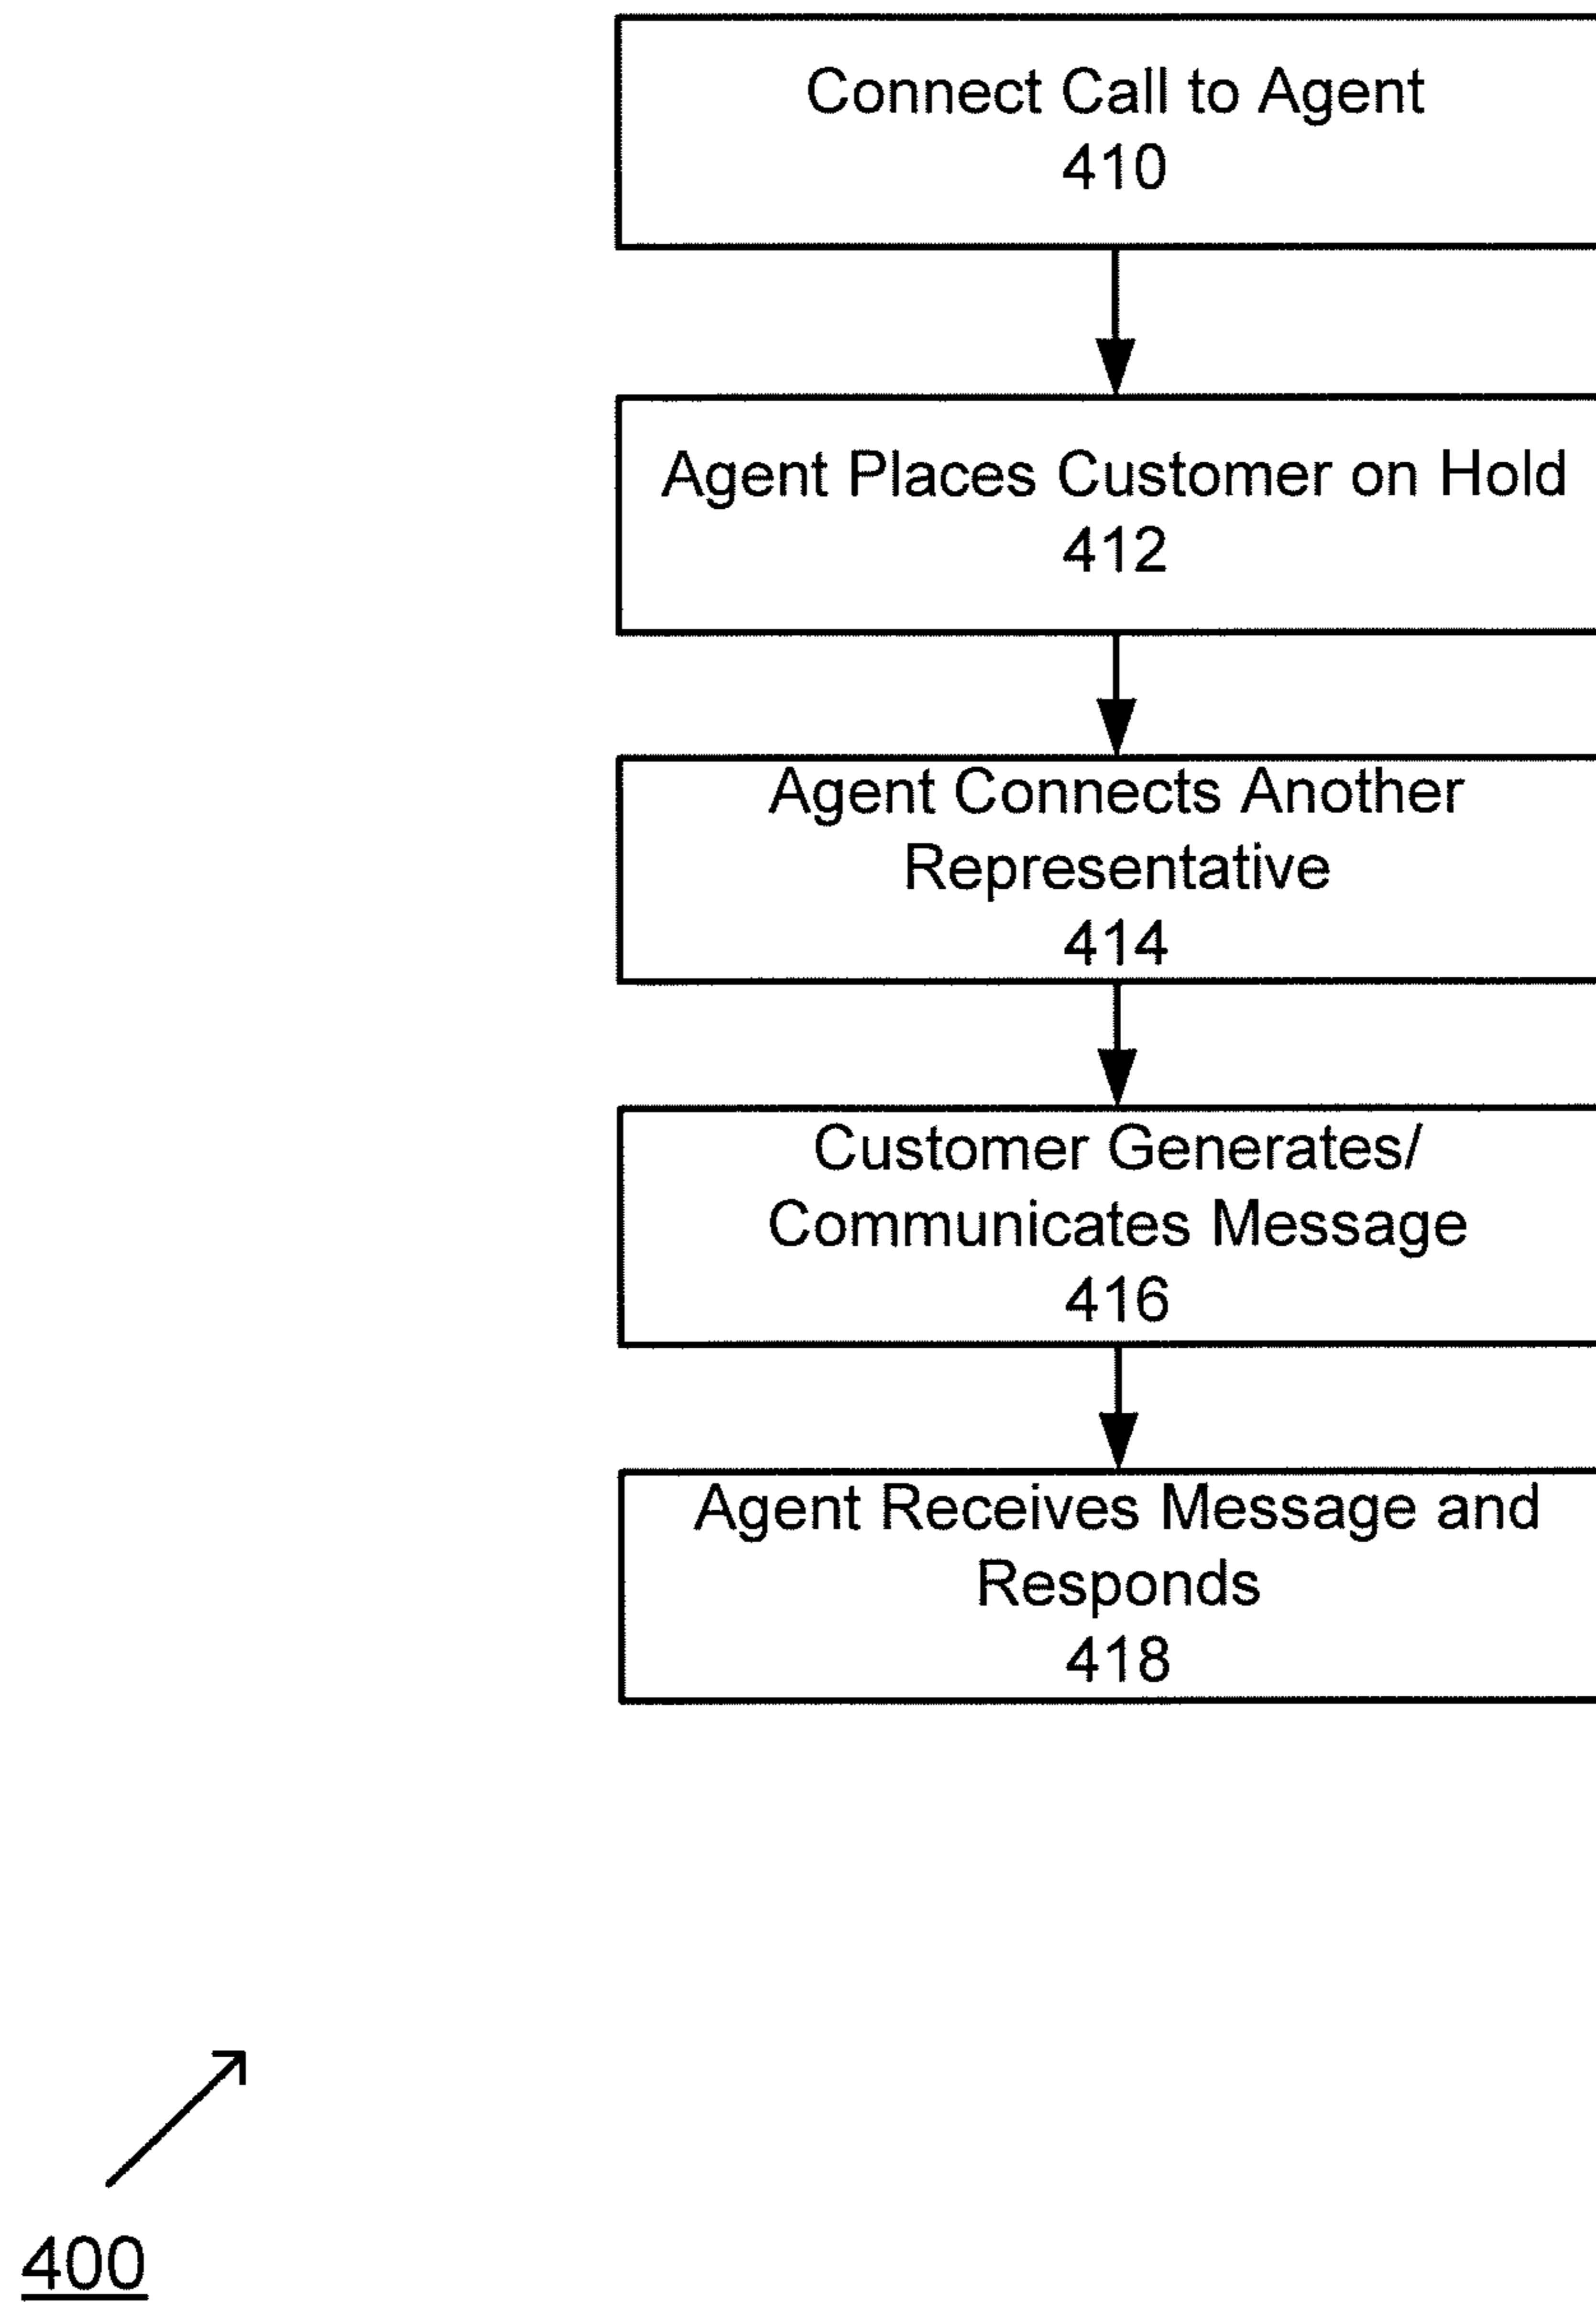 Connect Call to Agent
410
Agent Places Customer on Hold
412
Agent Connects Another
Representative
414
Customer Generates/
Communicates Message
416
Agent Receives Message and
Responds
418
400